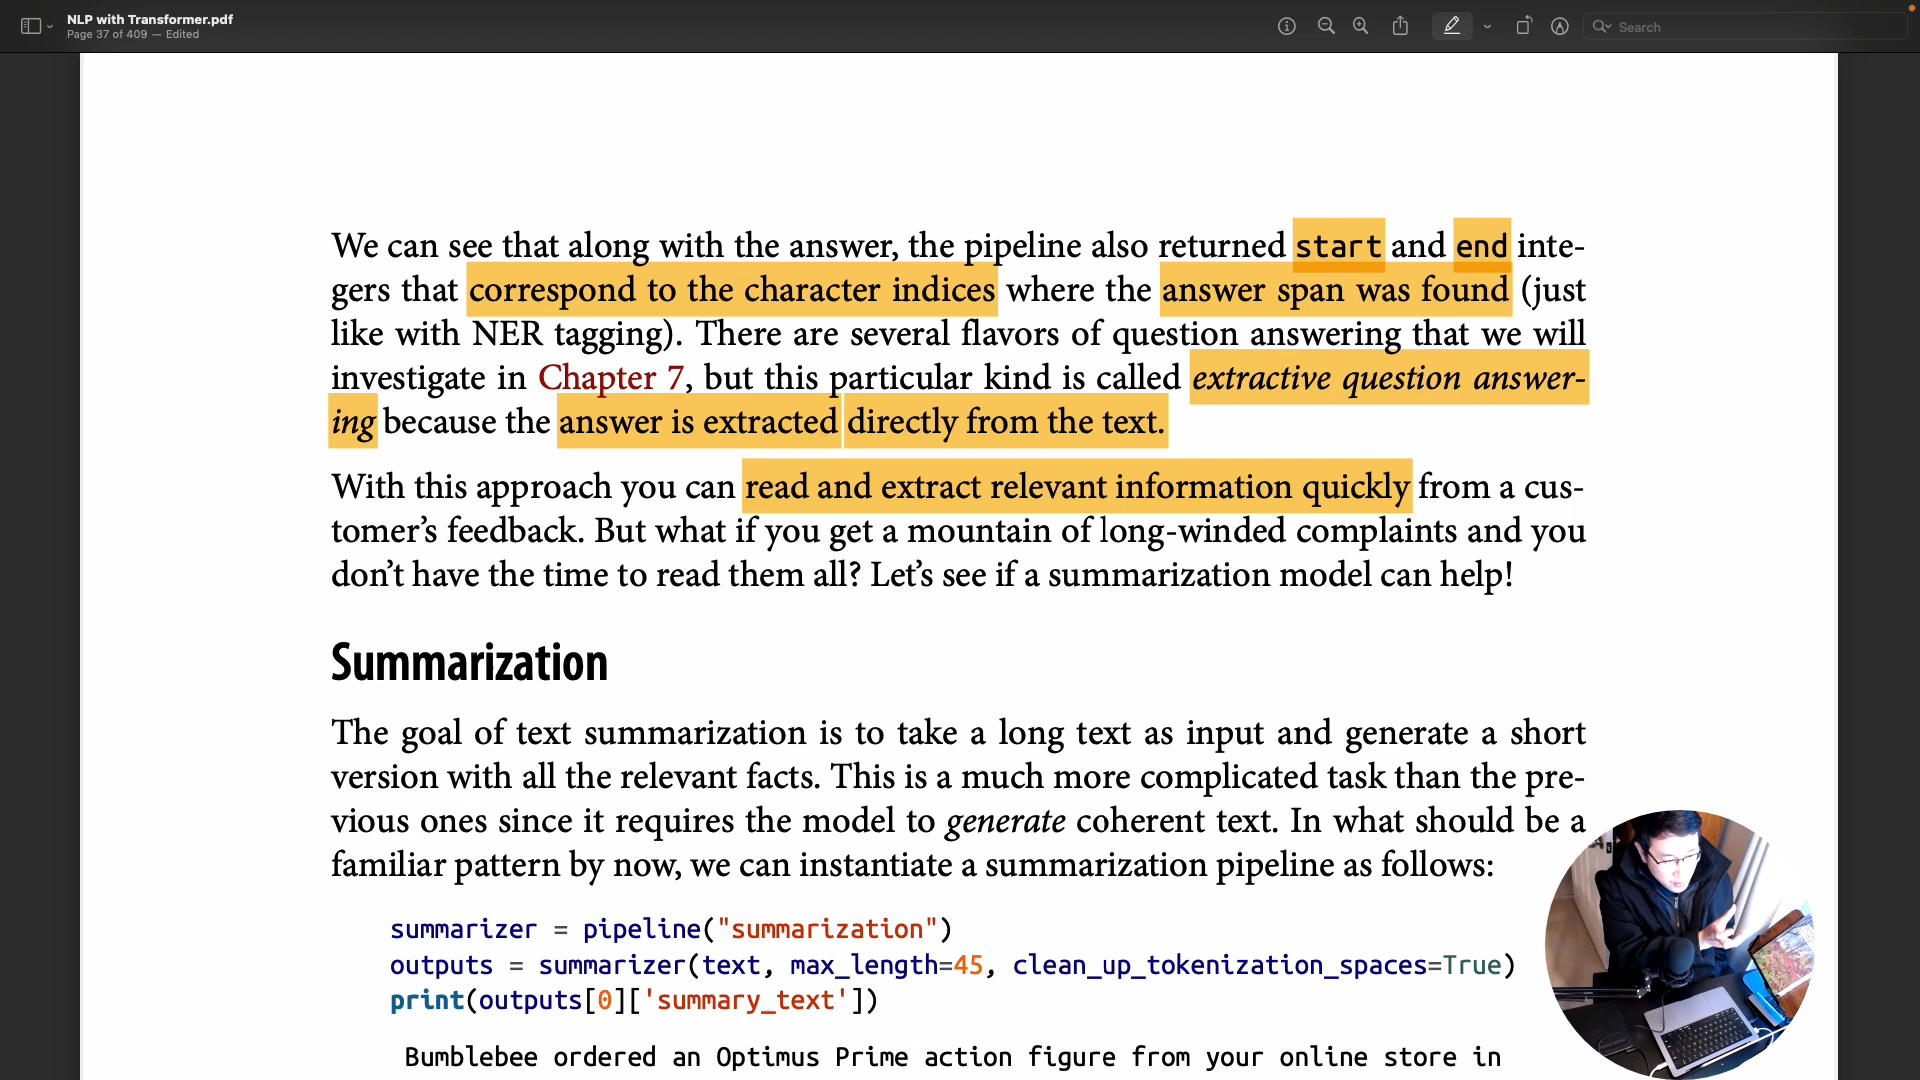 NLP with Transformer.pdf
Page 37 of 409 — Edited
Search
We can see that along with the answer, the pipeline also returned start and end inte-
gers that correspond to the character indices where the answer span was found (just
like with NER tagging). There are several flavors of question answering that we will
investigate in Chapter 7, but this particular kind is called extractive question answer-
ing because the answer is extracted directly from the text.
With this approach you can read and extract relevant information quickly from a cus-
tomer’s feedback. But what if you get a mountain of long-winded complaints and you
don’t have the time to read them all? Let’s see if a summarization model can help!
Summarization
The goal of text summarization is to take a long text as input and generate a short
version with all the relevant facts. This is a much more complicated task than the pre-
vious ones since it requires the model to generate coherent text. In what should be a
familiar pattern by now, we can instantiate a summarization pipeline as follows:
summarizer = pipeline("summarization")
outputs = summarizer(text, max_length=45, clean_up_tokenization_spaces=True)
print(outputs[0]['summary_text'])
Bumblebee ordered an Optimus Prime action figure from your online store in